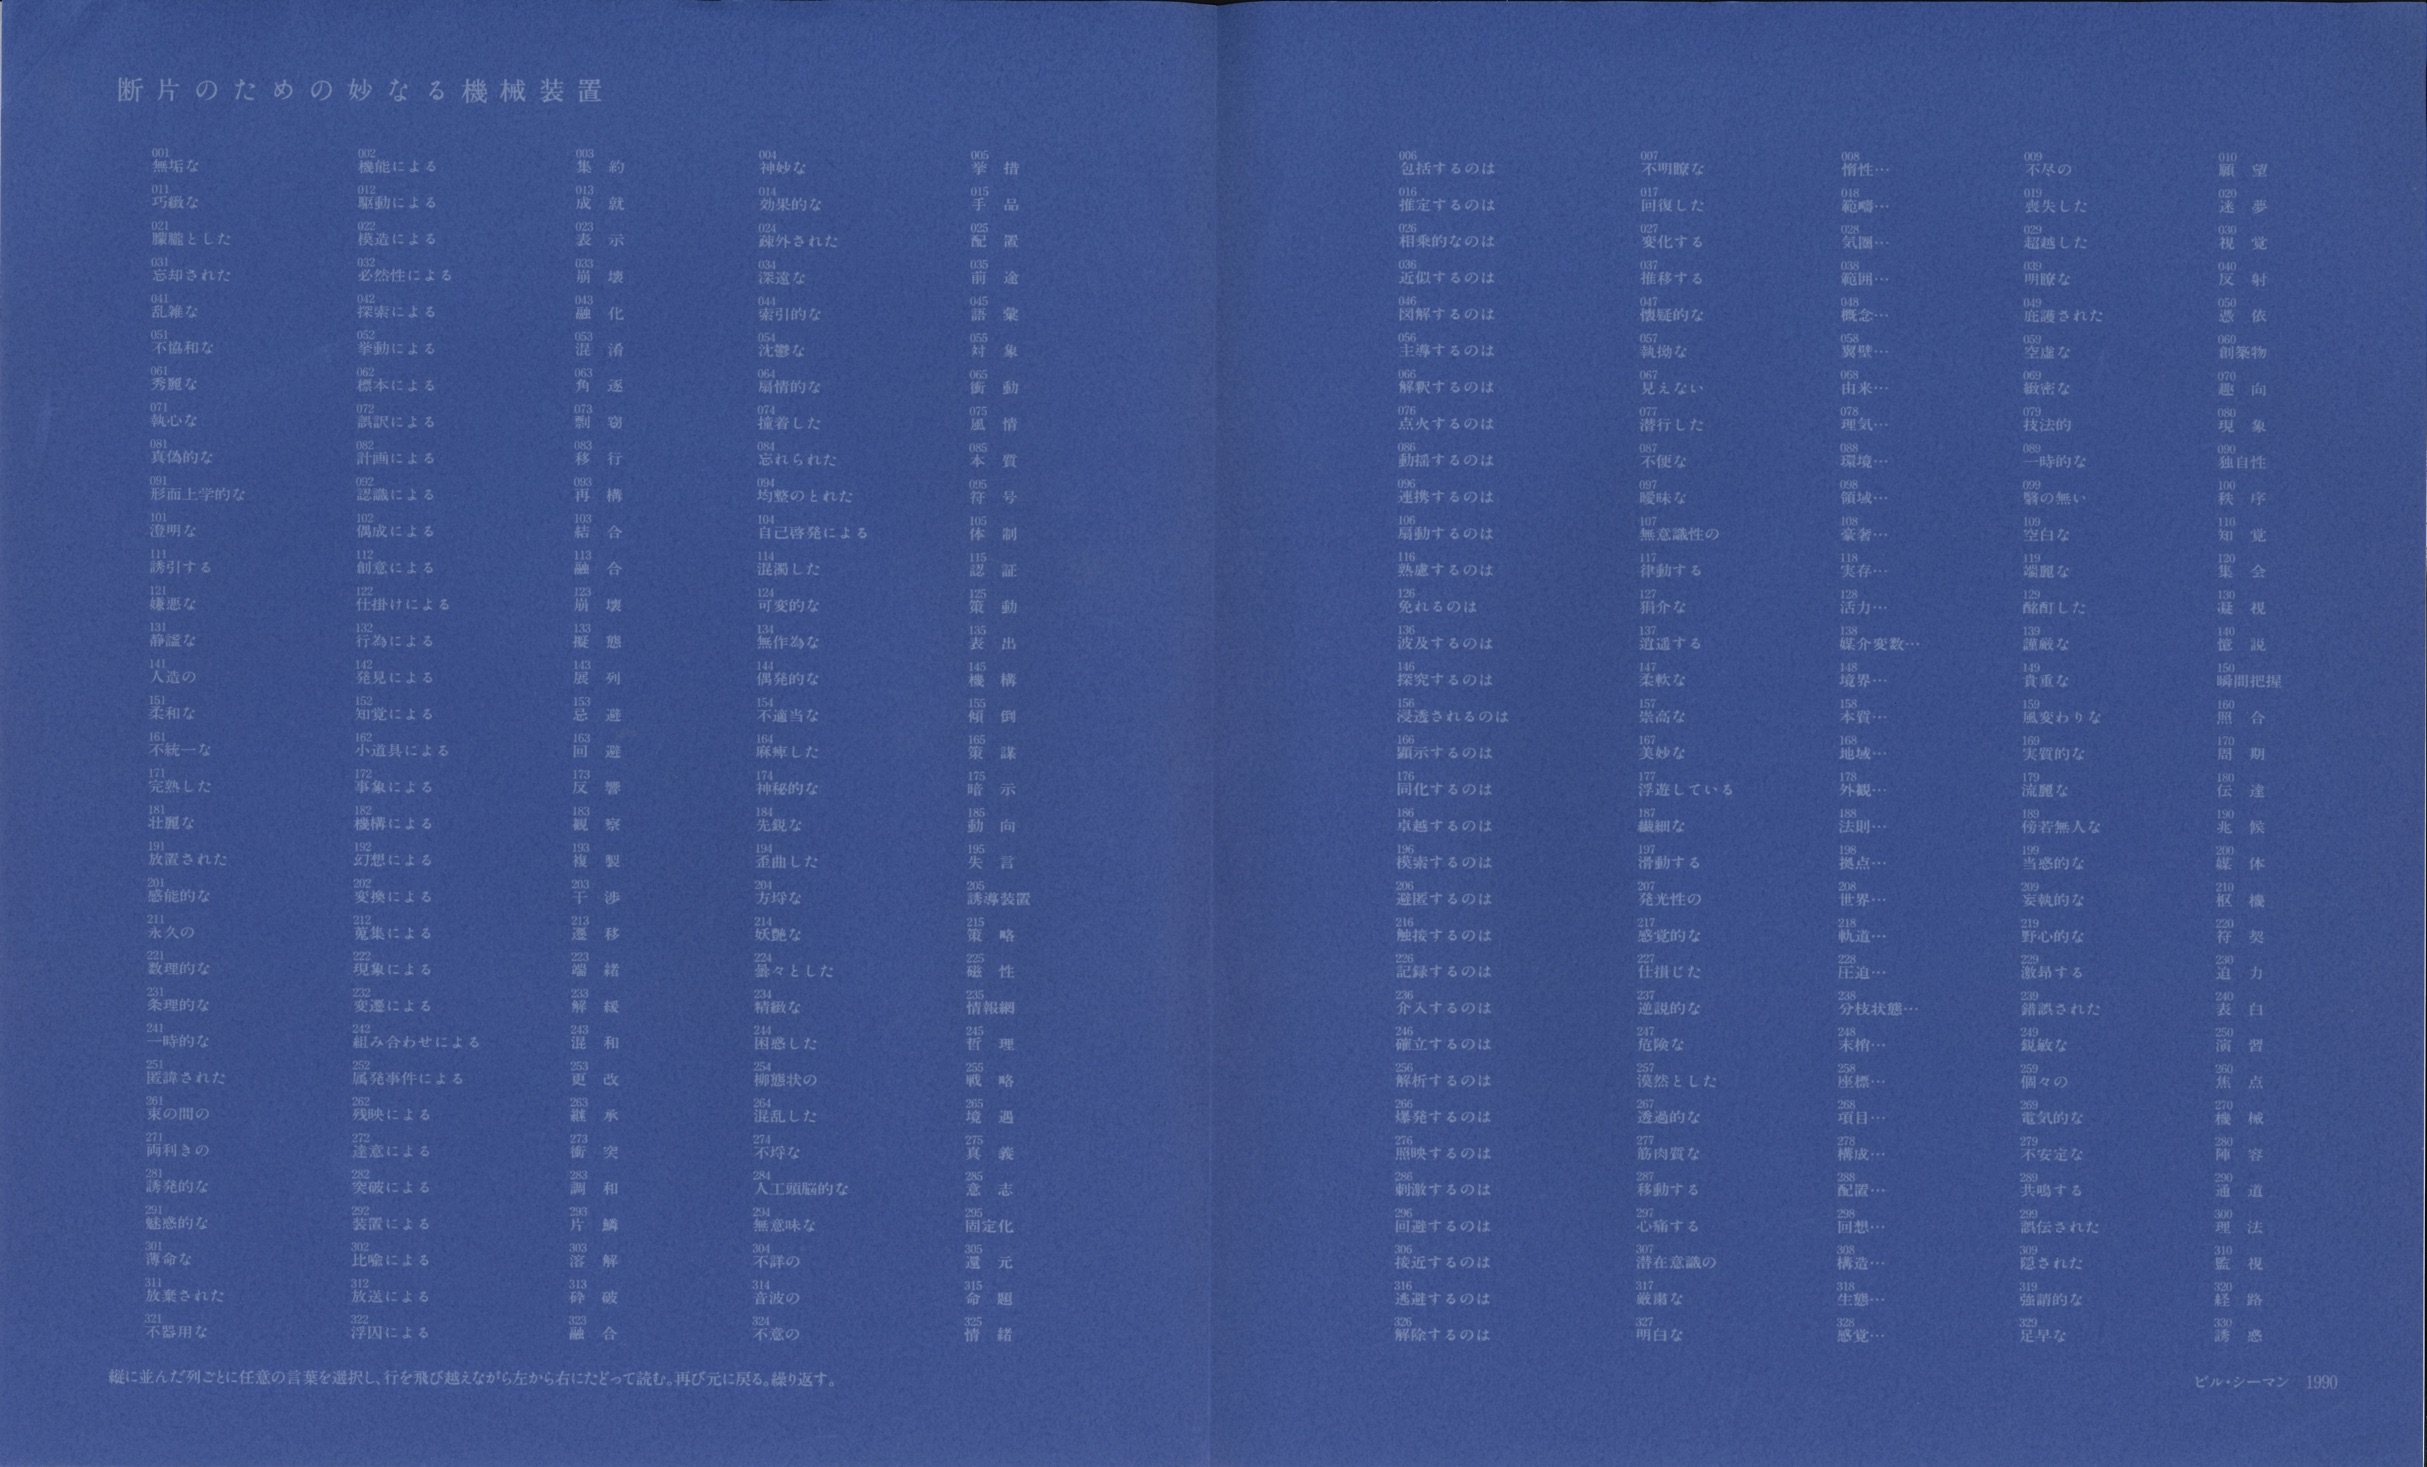 断片のための妙なる機械装置
001 002 003 004 005 006 007 008 009 010
無垢な 機能による 集約 神妙な 挙措 包括するのは 不明瞭な 惰性… 不尽の 願望
011 012 013 014 015 016 017 018 019 020
巧緻な 駆動による 成就 効果的な 手品 推定するのは 回復した 範疇… 喪失した 迷夢
021 022 023 024 025 026 027 028 029 030
朦朧とした 模造による 表示 疎外された 配置 相乗的なのは 変化する 気圏… 超越した 視覚
031 032 033 034 035 036 037 038 039 040
忘却された 必然性による 崩壊 深遠な 前途 近似するのは 推移する 範囲… 明瞭な 反射
041 042 043 044 045 046 047 048 049 050
乱雑な 探索による 融化 索引的な 語彙 図解するのは 懐疑的な 概念… 庇護された 憑依
051 052 053 054 055 056 057 058 059 060
不協和な 挙動による 混淆 沈鬱な 対象 主導するのは 執拗な 翼壁… 空虚な 創築物
061 062 063 064 065 066 067 068 069 070
秀麗な 標本による 角逐 扇情的な 衝動 解釈するのは 見えない 由来… 緻密な 趣向
071 072 073 074 075 076 077 078 079 080
執心な 誤訳による 剽窃 撞着した 風情 点火するのは 潜行した 理気… 技法的 現象
081 082 083 084 085 086 087 088 089 090
真偽的な 計画による 移行 忘れられた 本質 動揺するのは 不便な 環境… 一時的な 独自性
091 092 093 094 095 096 097 098 099 100
形而上学的な 認識による 再構 均整のとれた 符号 連携するのは 曖昧な 領域… 翳の無い 秩序
101 102 103 104 105 106 107 108 109 110
澄明な 偶成による 結合 自己啓発による 体制 扇動するのは 無意識性の 豪奢… 空白な 知覚
111 112 113 114 115 116 117 118 119 120
誘引する 創意による 融合 混濁した 認証 熟慮するのは 律動する 実存… 端麗な 集会
121 122 123 124 125 126 127 128 129 130
嫌悪な 仕掛けによる 崩壊 可変的な 策動 免れるのは 狷介な 活力… 酩酊した 凝視
131 132 133 134 135 136 137 138 139 140
静謐な 行為による 擬態 無作為な 表出 波及するのは 逍遥する 媒介変数… 謹厳な 憶説
141 142 143 144 145 146 147 148 149 150
人造の 発見による 展列 偶発的な 機構 探究するのは 柔軟な 境界… 貴重な 瞬間把握
151 152 153 154 155 156 157 158 159 160
柔和な 知覚による 忌避 不適当な 傾倒 浸透されるのは 崇高な 本質… 風変わりな 照合
161 162 163 164 165 166 167 168 169 170
不統一な 小道具による 回避 麻痺した 策謀 顕示するのは 美妙な 地域… 実質的な 周期
171 172 173 174 175 176 177 178 179 180
完熟した 事象による 反響 神秘的な 暗示 同化するのは 浮遊している 外観… 流麗な 伝達
181 182 183 184 185 186 187 188 189 190
壮麗な 機構による 観察 先鋭な 動向 卓越するのは 繊細な 法則… 傍若無人な 兆候
191 192 193 194 195 196 197 198 199 200
放置された 幻想による 複製 歪曲した 失言 模索するのは 滑動する 拠点… 当惑的な 媒体
201 202 203 204 205 206 207 208 209 210
感能的な 変換による 干渉 方埒な 誘導装置 避匿するのは 発光性の 世界… 妄執的な 枢機
211 212 213 214 215 216 217 218 219 220
永久の 蒐集による 遷移 妖艶な 策略 触接するのは 感覚的な 軌道… 野心的な 符契
221 222 223 224 225 226 227 228 229 230
数理的な 現象による 端緒 曇々とした 磁性 記録するのは 仕損じた 圧迫… 激昂する 迫力
231 232 233 234 235 236 237 238 239 240
条理的な 変遷による 解緩 精緻な 情報網 介入するのは 逆説的な 分枝状態… 錯誤された 表白
241 242 243 244 245 246 247 248 249 250
一時的な 組み合わせによる 混和 困惑した 哲理 確立するのは 危険な 末梢… 鋭敏な 演習
251 252 253 254 255 256 257 258 259 260
匿諱された 属発事件による 更改 柳態状の 戦略 解析するのは 漠然とした 座標… 個々の 焦点
261 262 263 264 265 266 267 268 269 270
束の間の 残映による 継承 混乱した 境遇 爆発するのは 透過的な 項目… 電気的な 機械
271 272 273 274 275 276 277 278 279 280
両利きの 達意による 衝突 不埒な 真義 照映するのは 筋肉質な 構成… 不安定な 陣容
281 282 283 284 285 286 287 288 289 290
誘発的な 突破による 調和 人工頭脳的な 意志 刺激するのは 移動する 配置… 共鳴する 通道
291 292 293 294 295 296 297 298 299 300
魅惑的な 装置による 片鱗 無意味な 固定化 回避するのは 心痛する 回想… 誤伝された 理法
301 302 303 304 305 306 307 308 309 310
薄命な 比喩による 溶解 不詳の 還元 接近するのは 潜在意識の 構造… 隠された 監視
311 312 313 314 315 316 317 318 319 320
放棄された 放送による 砕破 音波の 命題 逃避するのは 厳粛な 生態… 強請的な 経路
321 322 323 324 325 326 327 328 329 330
不器用な 浮囚による 融合 不意の 情緒 解除するのは 明白な 感覚… 足早な 誘惑
縦に並んだ列ごとに任意の言葉を選択し、行を飛び越えながら左から右にたどって読む。再び元に戻る。繰り返す。
ビル・シーマン 1990